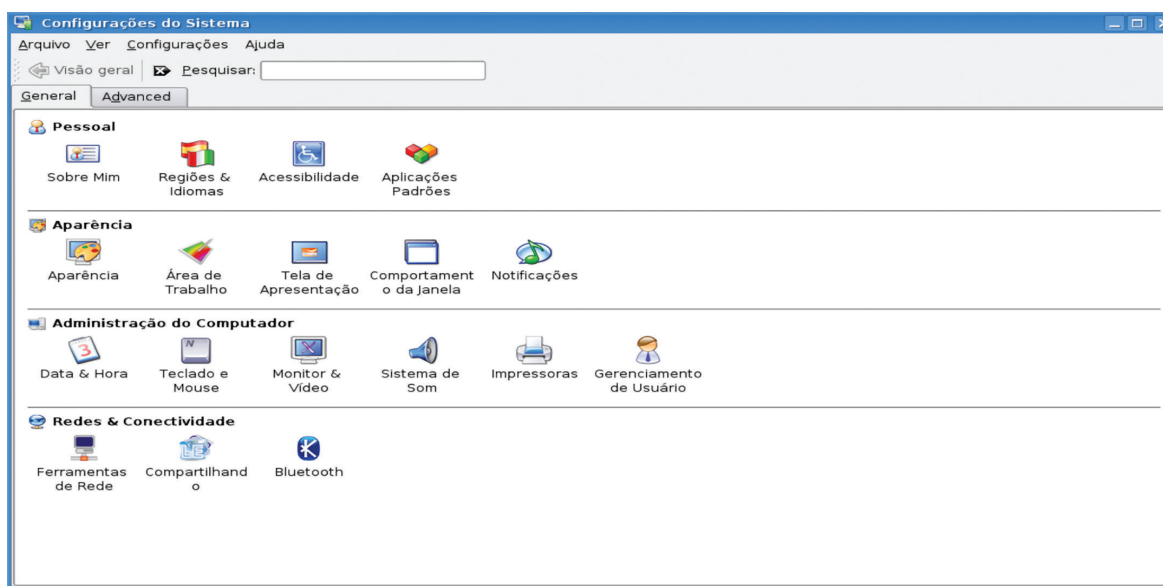 Configurações do Sistema
Arquivo Ver Configurações Ajuda
Visão geral Pesquisar:
General Advanced
Pessoal
Sobre Mim Regiões & Acessibilidade Aplicações
Idiomas Padrões
Aparência
Aparência Área de Tela de Comportament Notificações
Trabalho Apresentação o da Janela
Administração do Computador
3 N
Data & Hora Teclado e Monitor & Sistema de Impressoras Gerenciamento
Mouse Vídeo Som de Usuário
Redes & Conectividade
Ferramentas Compartilhand Bluetooth
de Rede o